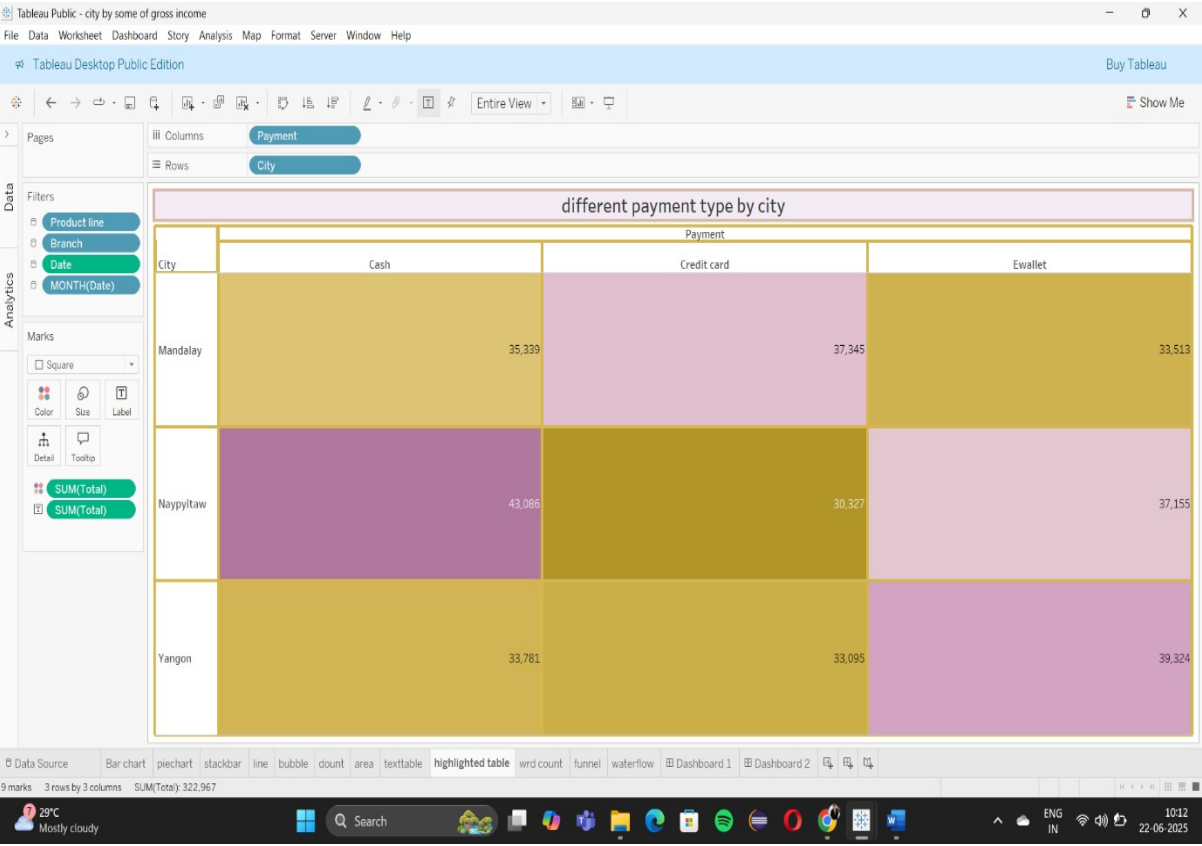 Tableau Public - city by some of gross income
File Data Worksheet Dashboard Story Analysis Map Format Server Window Help
Tableau Desktop Public Edition Buy Tableau
Entire View Show Me
Pages
Columns Payment
Rows City
Data
Analytics
Filters
Product line
Branch
Date
MONTH(Date)
Marks
Square
Color Size Label
Detail Tooltip
SUM(Total)
SUM(Total)
different payment type by city
Payment
City Cash Credit card Ewallet
Mandalay 35,339 37,345 33,513
Naypyitaw 43,086 30,327 37,155
Yangon 33,781 33,095 39,324
Data Source Bar chart piechart stackbar line bubble dount area texttable highlighted table wrd count funnel waterflow Dashboard 1 Dashboard 2
9 marks 3 rows by 3 columns SUM(Total): 322,967
7 29°C
Mostly cloudy
Search
ENG
IN
10:12
22-06-2025